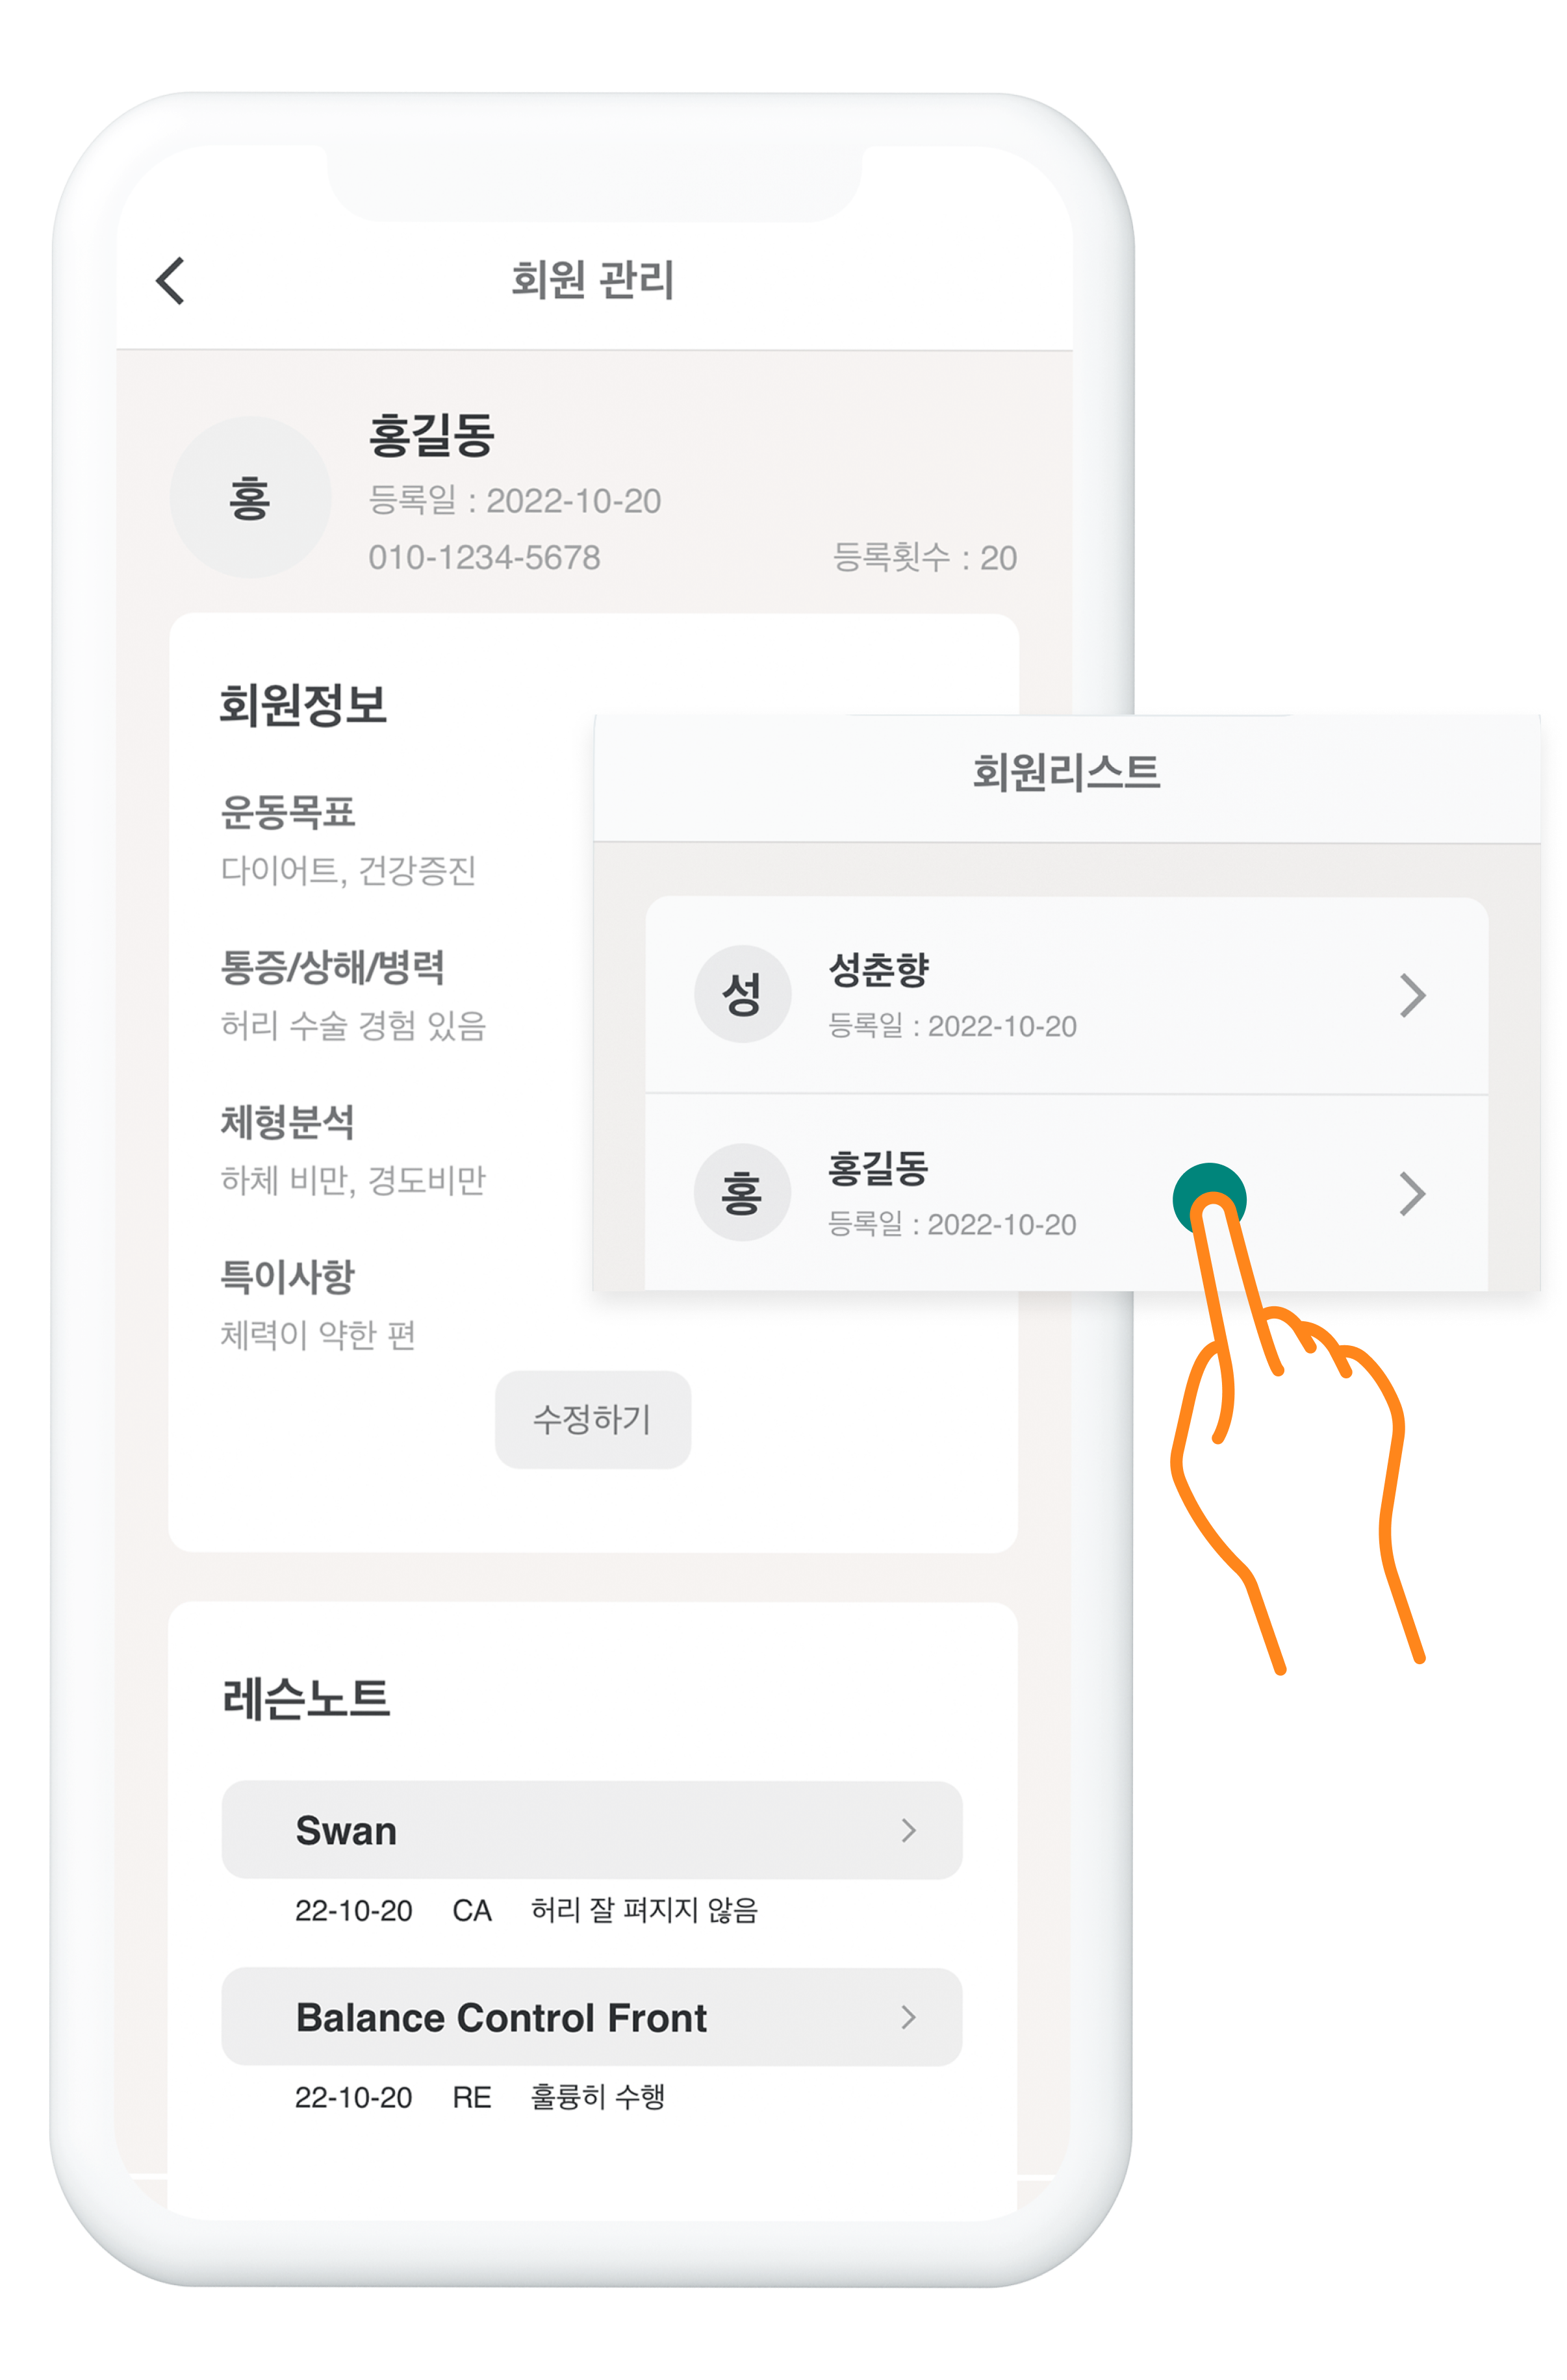 회원 관리
홍
홍길동
등록일 : 2022-10-20
010-1234-5678
등록횟수 : 20
회원정보
운동목표
다이어트, 건강증진
통증/상해/병력
허리 수술 경험 있음
체형분석
하체 비만, 경도비만
특이사항
체력이 약한 편
수정하기
회원리스트
성
성춘향
등록일 : 2022-10-20
홍
홍길동
등록일 : 2022-10-20
레슨노트
Swan
22-10-20 CA 허리 잘 펴지지 않음
Balance Control Front
22-10-20 RE 훌륭히 수행